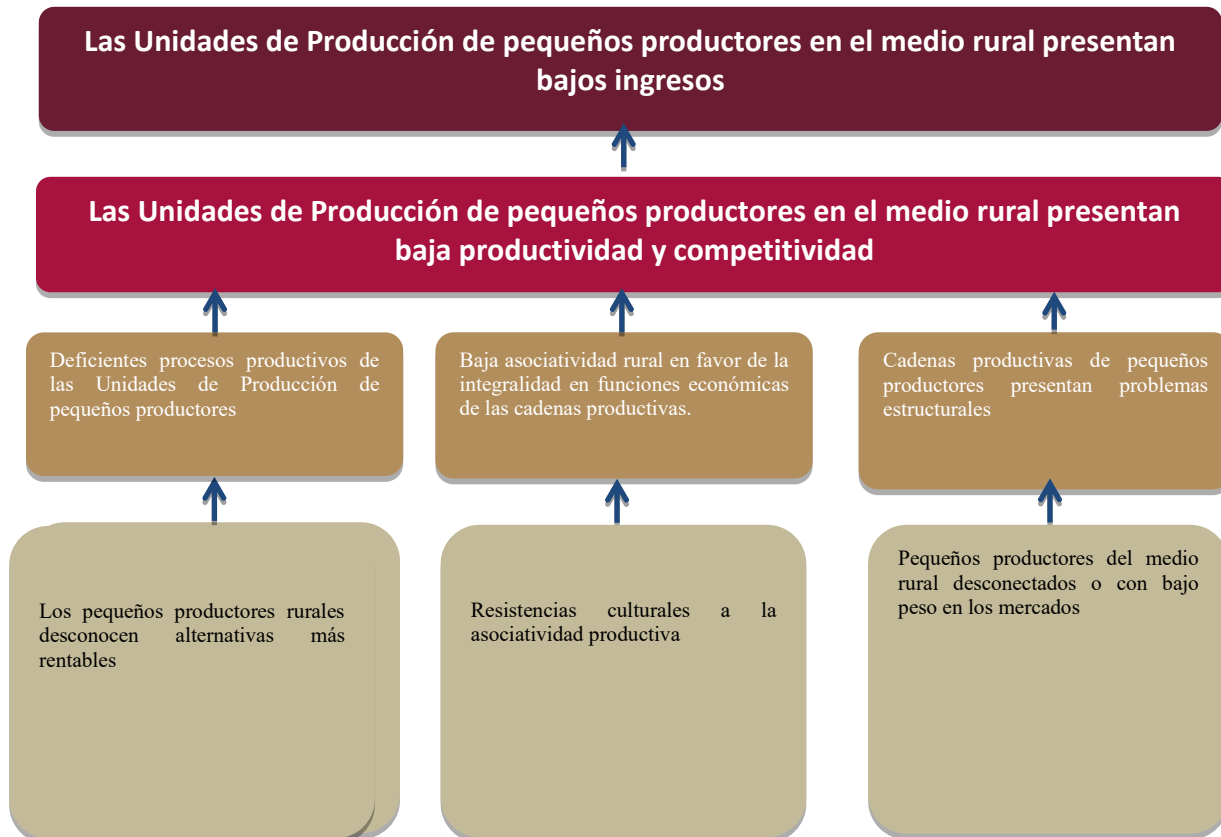 Las Unidades de Producción de pequeños productores en el medio rural presentan
bajos ingresos
Las Unidades de Producción de pequeños productores en el medio rural presentan
baja productividad y competitividad
Deficientes procesos productivos de
las Unidades de Producción de
pequeños productores
Baja asociatividad rural en favor de la
integralidad en funciones económicas
de las cadenas productivas.
Cadenas productivas de pequeños
productores presentan problemas
estructurales
Los pequeños productores rurales
desconocen alternativas más
rentables
Resistencias culturales a la
asociatividad productiva
Pequeños productores del medio
rural desconectados o con bajo
peso en los mercados